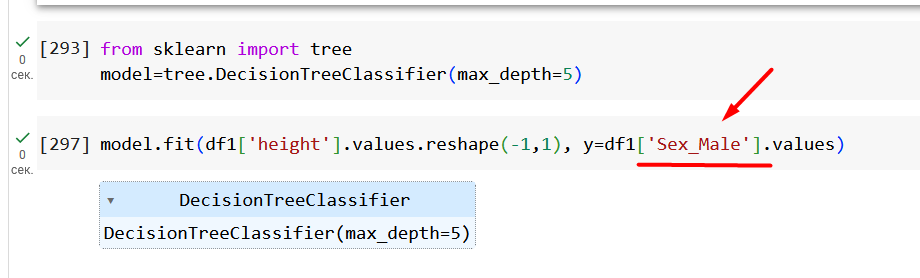 [293] from sklearn import tree
0
сек.
model=tree.DecisionTreeClassifier(max_depth=5)
[297] model.fit(df1['height'].values.reshape(-1,1), y=df1['Sex_Male'].values)
0
сек.
DecisionTreeClassifier
DecisionTreeClassifier(max_depth=5)